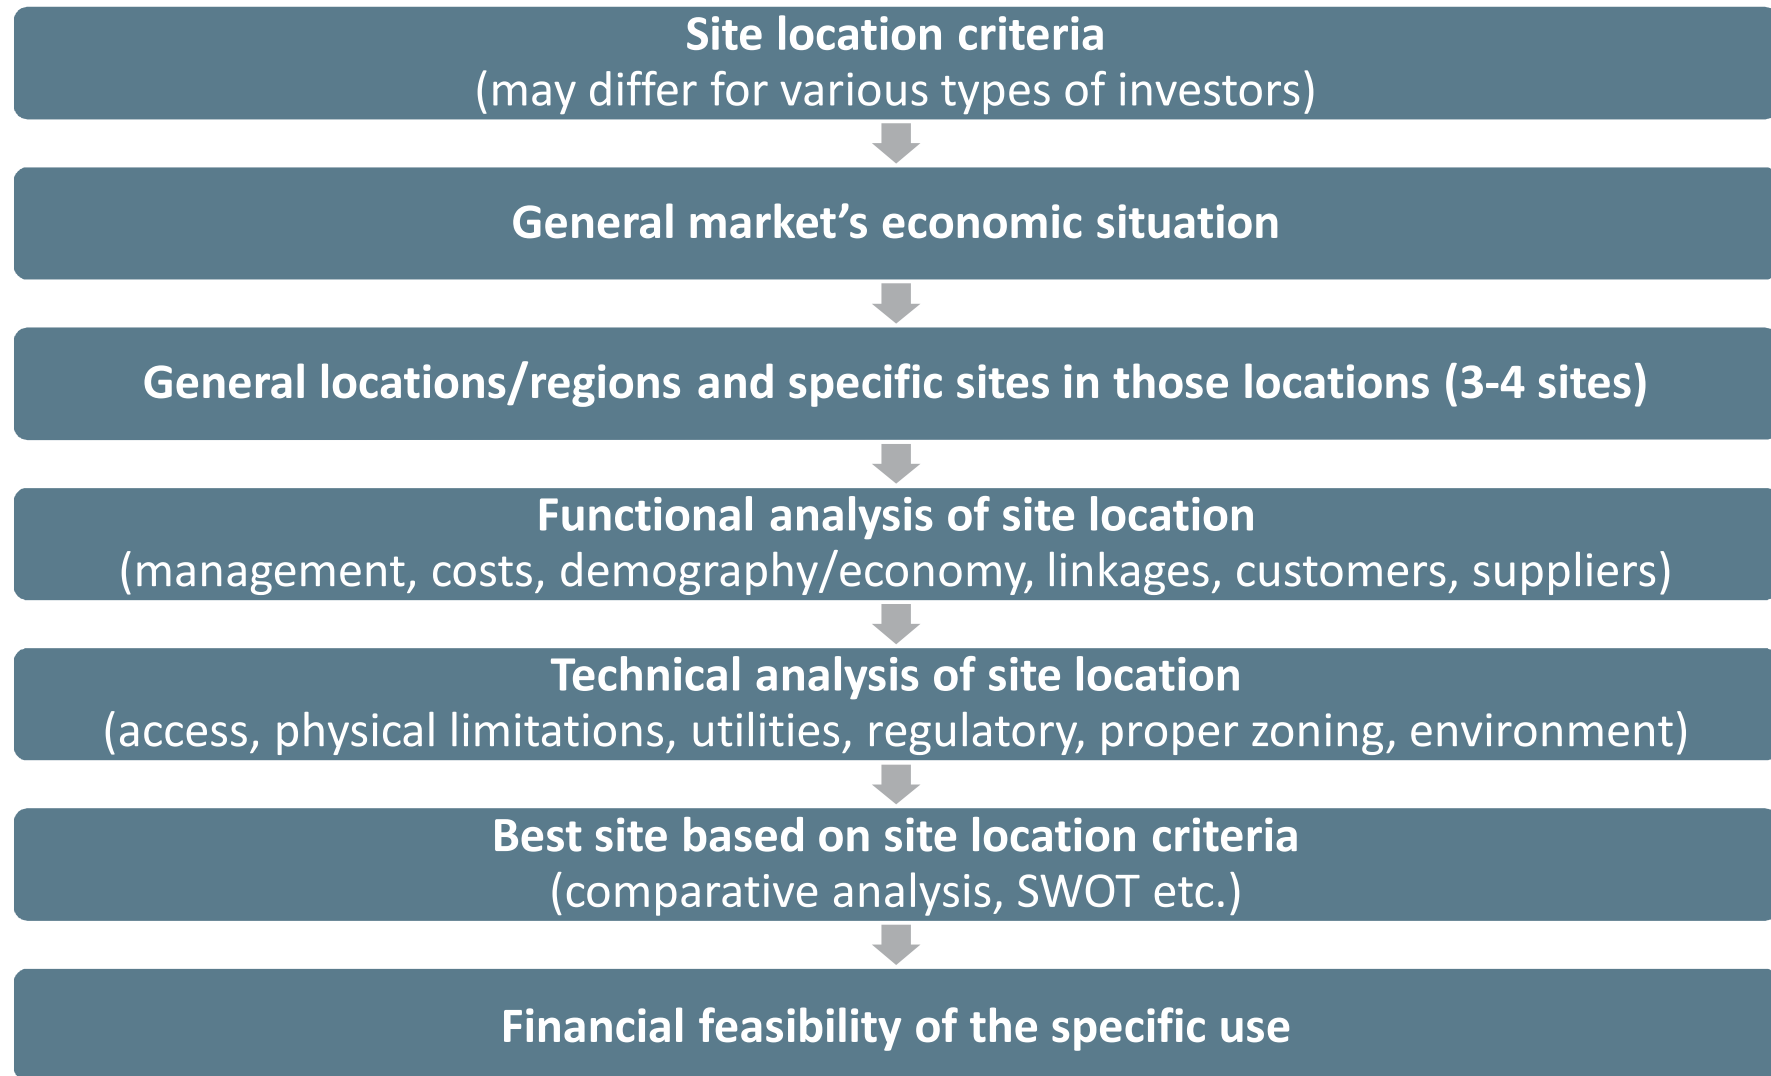 Site location criteria
(may differ for various types of investors)
General market’s economic situation
General locations/regions and specific sites in those locations (3-4 sites)
Functional analysis of site location
(management, costs, demography/economy, linkages, customers, suppliers)
Technical analysis of site location
(access, physical limitations, utilities, regulatory, proper zoning, environment)
Best site based on site location criteria
(comparative analysis, SWOT etc.)
Financial feasibility of the specific use